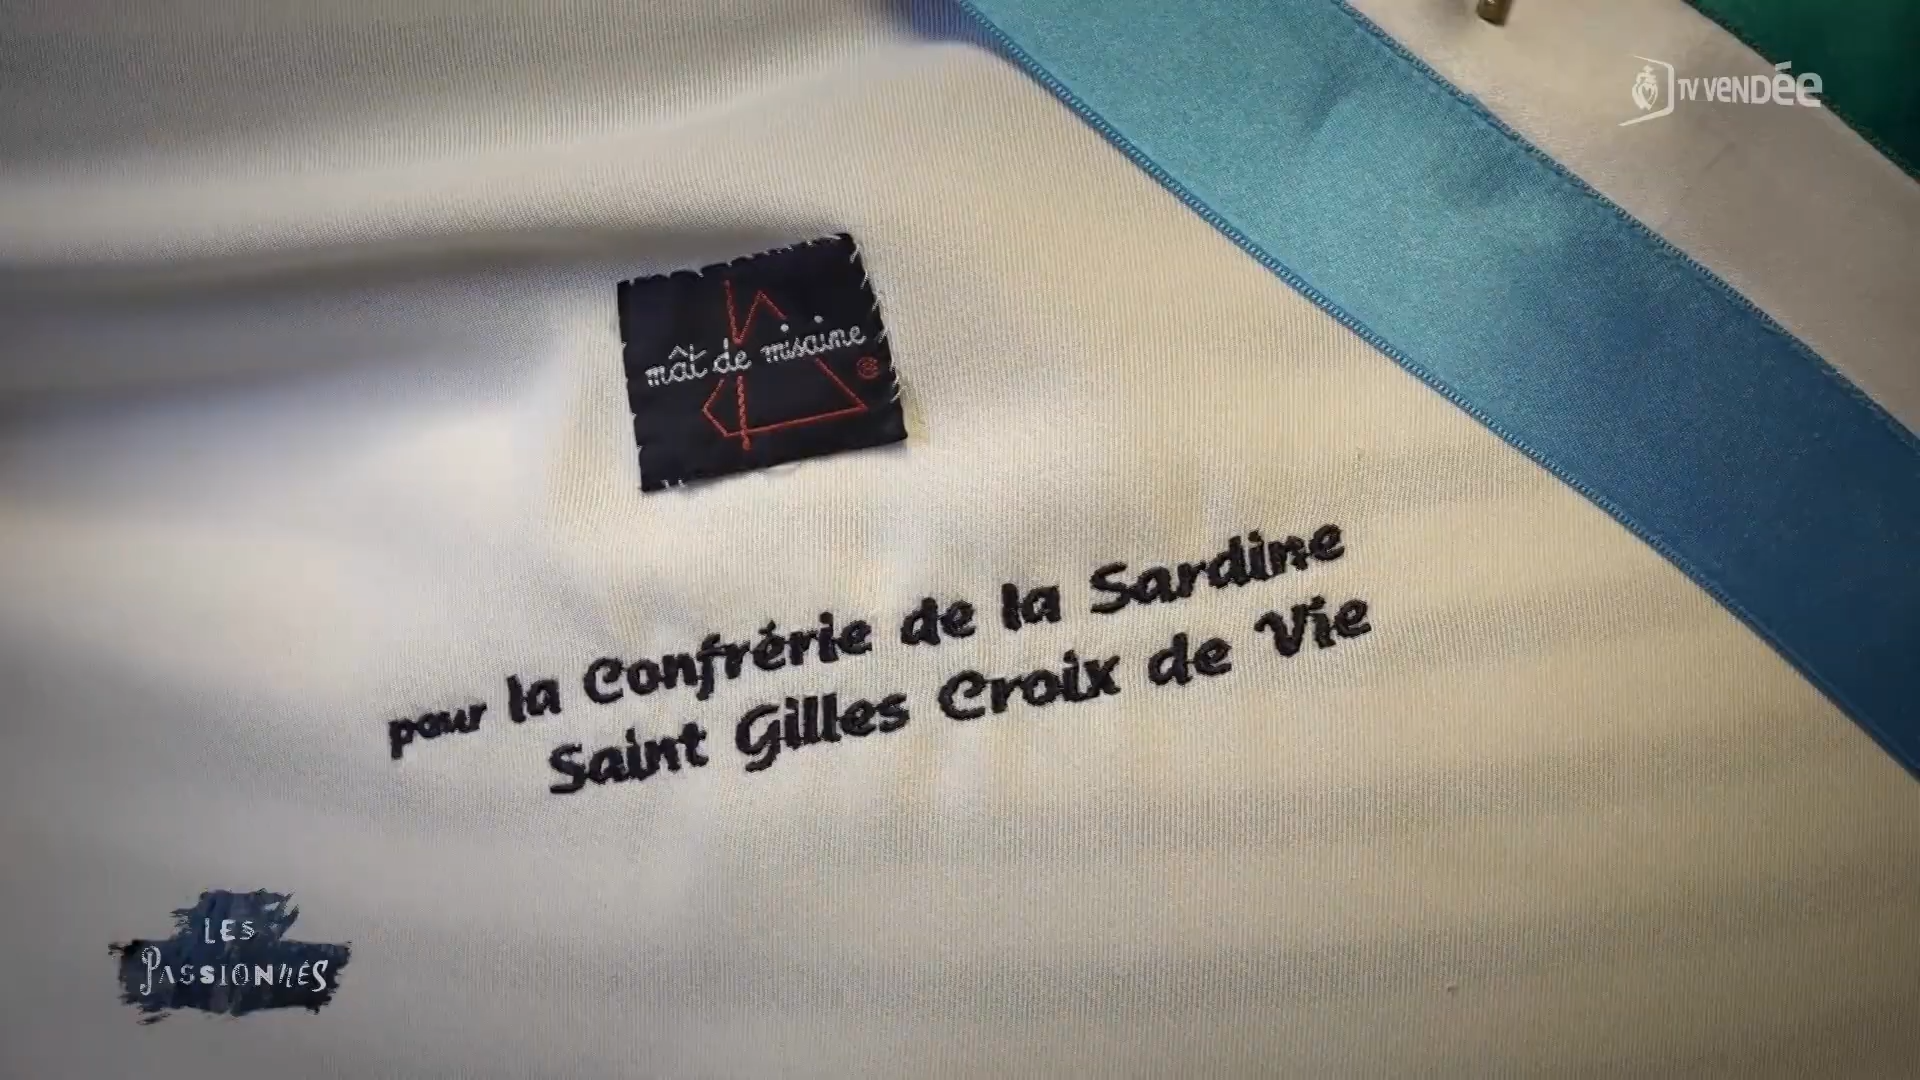 TV VENDÉE
mât de misaine ®
pour la Confrérie de la Sardine
Saint Gilles Croix de Vie
LES
PASSIONNÉS